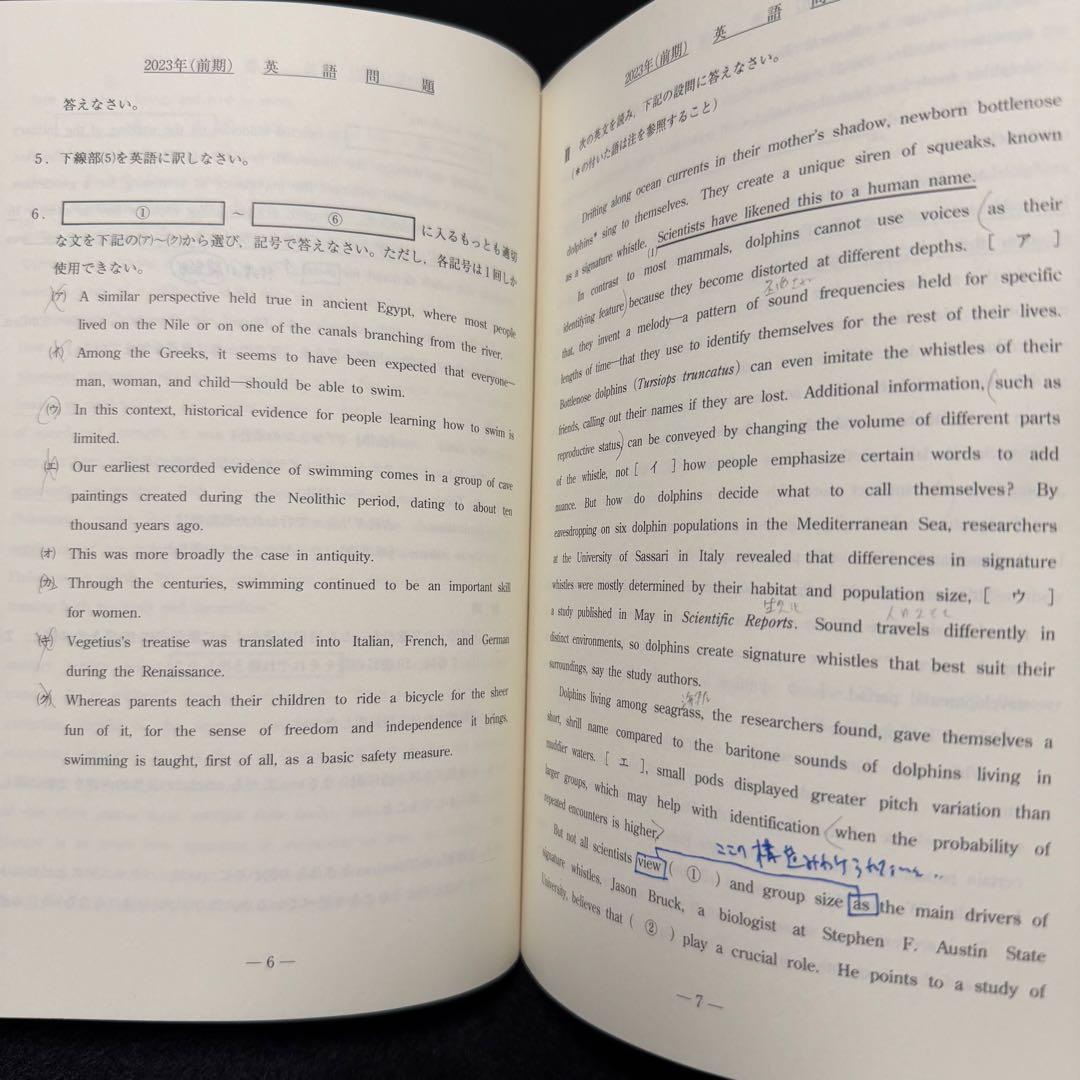 2023年(前期) 英語問題
答えなさい。
5. 下線部(5)を英語に訳しなさい。
6. ① ～ ⑥ に入るもっとも適切
な文を下記の(ア)～(ク)から選び，記号で答えなさい。ただし，各記号は1回しか
使用できない。
(ア) A similar perspective held true in ancient Egypt, where most people
lived on the Nile or on one of the canals branching from the river.
(イ) Among the Greeks, it seems to have been expected that everyone—
man, woman, and child—should be able to swim.
(ウ) In this context, historical evidence for people learning how to swim is
limited.
(エ) Our earliest recorded evidence of swimming comes in a group of cave
paintings created during the Neolithic period, dating to about ten
thousand years ago.
(オ) This was more broadly the case in antiquity.
(カ) Through the centuries, swimming continued to be an important skill
for women.
(キ) Vegetius's treatise was translated into Italian, French, and German
during the Renaissance.
(ク) Whereas parents teach their children to ride a bicycle for the sheer
fun of it, for the sense of freedom and independence it brings,
swimming is taught, first of all, as a basic safety measure.
—6—
2023年(前期) 英語問
Ⅱ 次の英文を読み，下記の設問に答えなさい。
(*の付いた語は注を参照すること)
Drifting along ocean currents in their mother's shadow, newborn bottlenose
dolphins* sing to themselves. They create a unique siren of squeaks, known
as a signature whistle. (1)Scientists have likened this to a human name.
In contrast to most mammals, dolphins cannot use voices (as their
identifying feature) because they become distorted at different depths. [ ア ]
that, they invent a melody—a pattern of sound frequencies held for specific
lengths of time—that they use to identify themselves for the rest of their lives.
Bottlenose dolphins (Tursiops truncatus) can even imitate the whistles of their
friends, calling out their names if they are lost. Additional information, (such as
reproductive status) can be conveyed by changing the volume of different parts
of the whistle, not [ イ ] how people emphasize certain words to add
nuance. But how do dolphins decide what to call themselves? By
eavesdropping on six dolphin populations in the Mediterranean Sea, researchers
at the University of Sassari in Italy revealed that differences in signature
whistles were mostly determined by their habitat and population size, [ ウ ]
a study published in May in Scientific Reports. Sound travels differently in
distinct environments, so dolphins create signature whistles that best suit their
surroundings, say the study authors.
Dolphins living among seagrass, the researchers found, gave themselves a
short, shrill name compared to the baritone sounds of dolphins living in
muddier waters. [ エ ], small pods displayed greater pitch variation than
larger groups, which may help with identification (when the probability of
repeated encounters is higher.)
But not all scientists view ( ① ) and group size as the main drivers of
signature whistles. Jason Bruck, a biologist at Stephen F. Austin State
University, believes that ( ② ) play a crucial role. He points to a study of
—7—